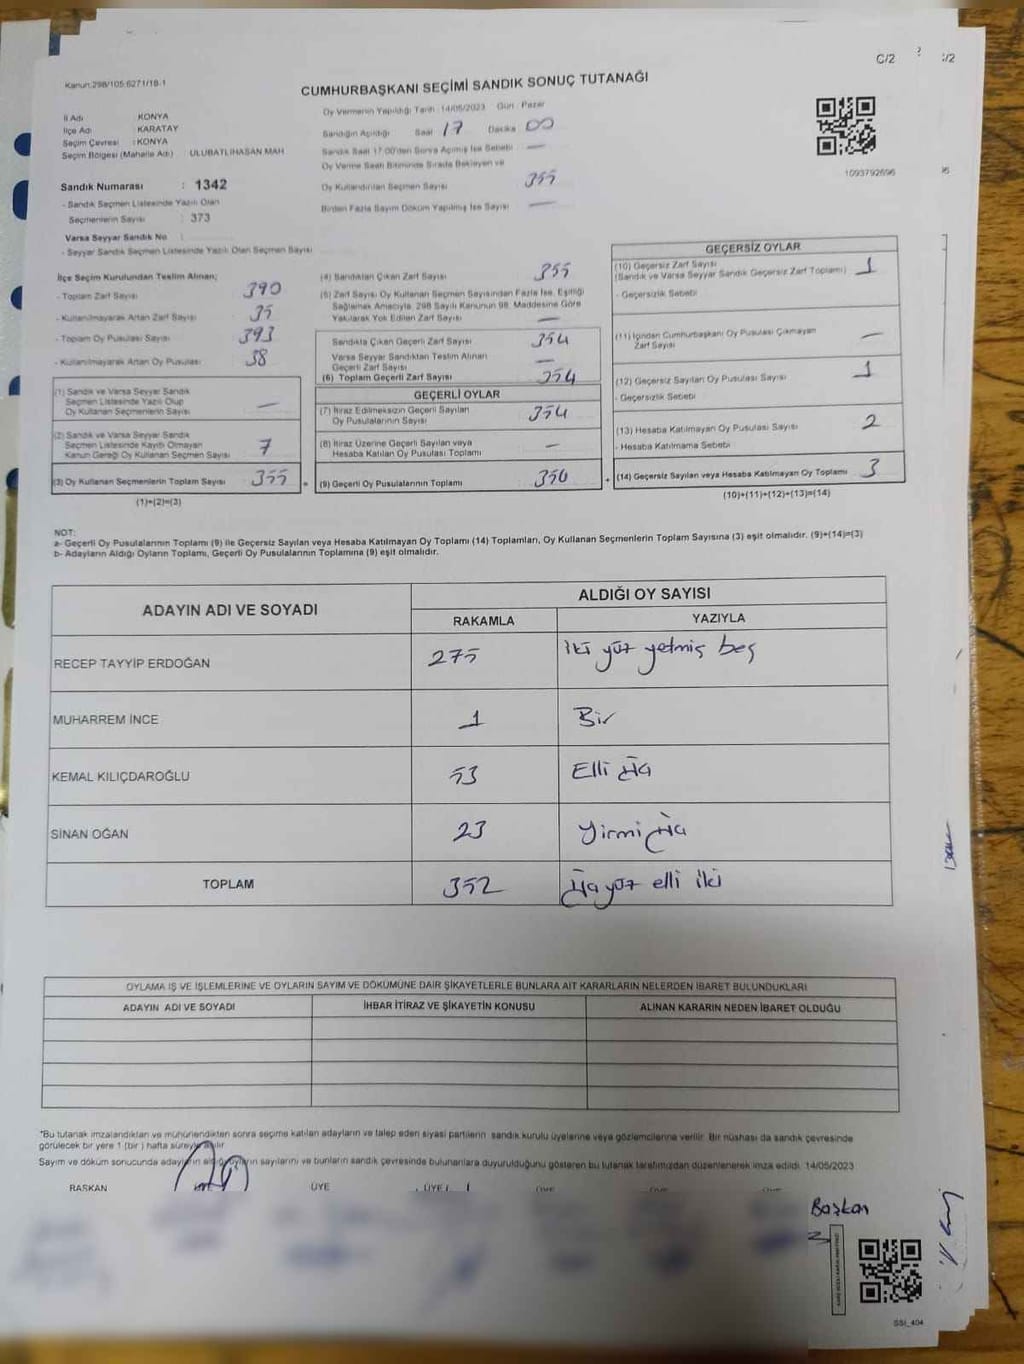 C/2
:/2
Kanun:298/105-6271/18-1
CUMHURBAŞKANI SEÇİMİ SANDIK SONUÇ TUTANAĞI
Oy Vermenin Yapıldığı Tarih : 14/05/2023 Gün : Pazar
İl Adı : KONYA
İlçe Adı : KARATAY
Seçim Çevresi : KONYA
Seçim Bölgesi (Mahalle Adı) : ULUBATLIHASAN MAH
Sandığın Açıldığı Saat 17 Dakika 00
Sandık Saat 17:00'den Sonra Açılmış İse Sebebi : —
Oy Verme Saati Bitiminde Sırada Bekleyen ve
Oy Kullandırılan Seçmen Sayısı 355
Birden Fazla Sayım Döküm Yapılmış İse Sayısı —
1093792696
Sandık Numarası : 1342
- Sandık Seçmen Listesinde Yazılı Olan
Seçmenlerin Sayısı : 373
Varsa Seyyar Sandık No :
- Seyyar Sandık Seçmen Listesinde Yazılı Olan Seçmen Sayısı :
İlçe Seçim Kurulundan Teslim Alınan;
- Toplam Zarf Sayısı 390
- Kullanılmayarak Artan Zarf Sayısı 35
- Toplam Oy Pusulası Sayısı 393
- Kullanılmayarak Artan Oy Pusulası 38
(1) Sandık ve Varsa Seyyar Sandık
Seçmen Listesinde Yazılı Olup
Oy Kullanan Seçmenlerin Sayısı —
(2) Sandık ve Varsa Seyyar Sandık
Seçmen Listesinde Kayıtlı Olmayan
Kanun Gereği Oy Kullanan Seçmen Sayısı 7
(3) Oy Kullanan Seçmenlerin Toplam Sayısı 355
(1)+(2)=(3)
(4) Sandıktan Çıkan Zarf Sayısı 355
(5) Zarf Sayısı Oy Kullanan Seçmen Sayısından Fazla İse, Eşitliği
Sağlamak Amacıyla, 298 Sayılı Kanunun 98. Maddesine Göre
Yakılarak Yok Edilen Zarf Sayısı —
Sandıkta Çıkan Geçerli Zarf Sayısı 354
Varsa Seyyar Sandıktan Teslim Alınan
Geçerli Zarf Sayısı —
(6) Toplam Geçerli Zarf Sayısı 354
GEÇERLİ OYLAR
(7) İtiraz Edilmeksizin Geçerli Sayılan
Oy Pusulalarının Sayısı 354
(8) İtiraz Üzerine Geçerli Sayılan veya
Hesaba Katılan Oy Pusulası Toplamı —
(9) Geçerli Oy Pusulalarının Toplamı 350
GEÇERSİZ OYLAR
(10) Geçersiz Zarf Sayısı
(Sandık ve Varsa Seyyar Sandık Geçersiz Zarf Toplamı) 1
- Geçersizlik Sebebi
(11) İçinden Cumhurbaşkanı Oy Pusulası Çıkmayan
Zarf Sayısı —
(12) Geçersiz Sayılan Oy Pusulası Sayısı 1
- Geçersizlik Sebebi
(13) Hesaba Katılmayan Oy Pusulası Sayısı 2
- Hesaba Katılmama Sebebi
(14) Geçersiz Sayılan veya Hesaba Katılmayan Oy Toplamı 3
(10)+(11)+(12)+(13)=(14)
NOT:
a- Geçerli Oy Pusulalarının Toplamı (9) ile Geçersiz Sayılan veya Hesaba Katılmayan Oy Toplamı (14) Toplamları, Oy Kullanan Seçmenlerin Toplam Sayısına (3) eşit olmalıdır. (9)+(14)=(3)
b- Adayların Aldığı Oyların Toplamı, Geçerli Oy Pusulalarının Toplamına (9) eşit olmalıdır.
ADAYIN ADI VE SOYADI ALDIĞI OY SAYISI
RAKAMLA YAZIYLA
RECEP TAYYİP ERDOĞAN 275 iki yüz yetmiş beş
MUHARREM İNCE 1 Bir
KEMAL KILIÇDAROĞLU 53 Elli üç
SİNAN OĞAN 23 yirmi üç
TOPLAM 352 üç yüz elli iki
OYLAMA İŞ VE İŞLEMLERİNE VE OYLARIN SAYIM VE DÖKÜMÜNE DAİR ŞİKAYETLERLE BUNLARA AİT KARARLARIN NELERDEN İBARET BULUNDUKLARI
ADAYIN ADI VE SOYADI İHBAR İTİRAZ VE ŞİKAYETİN KONUSU ALINAN KARARIN NEDEN İBARET OLDUĞU
*Bu tutanak imzalandıktan ve mühürlendikten sonra seçime katılan adayların ve talep eden siyasi partilerin sandık kurulu üyelerine veya gözlemcilerine verilir. Bir nüshası da sandık çevresinde
görülecek bir yere 1 (bir ) hafta süreyle asılır
Sayım ve döküm sonucunda adayların aldığı oyların sayılarını ve bunların sandık çevresinde bulunanlara duyurulduğunu gösteren bu tutanak tarafımızdan düzenlenerek imza edildi. 14/05/2023
BAŞKAN ÜYE ÜYE
Başkan
SSI_404